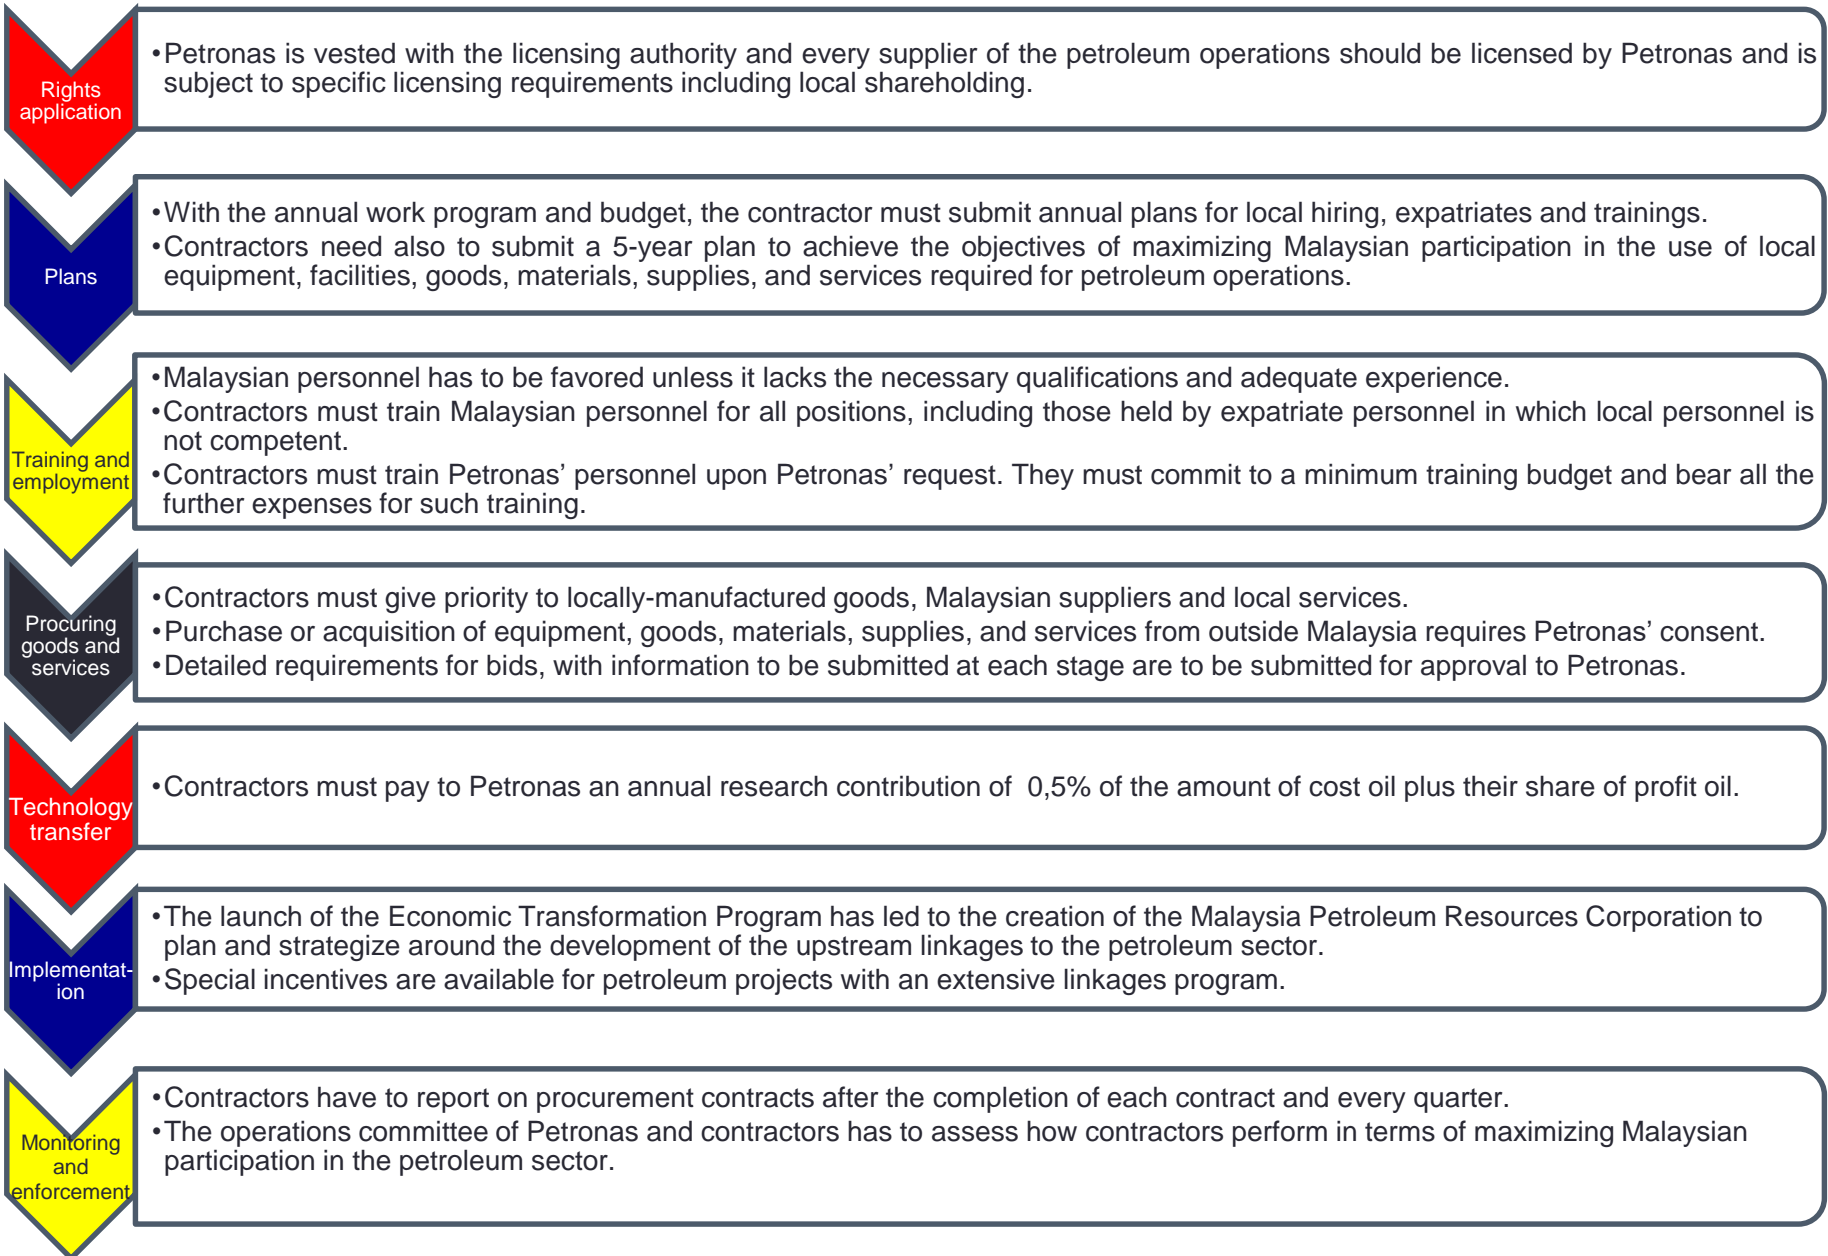 Rights
application
•Petronas is vested with the licensing authority and every supplier of the petroleum operations should be licensed by Petronas and is
subject to specific licensing requirements including local shareholding.
Plans
•With the annual work program and budget, the contractor must submit annual plans for local hiring, expatriates and trainings.
•Contractors need also to submit a 5-year plan to achieve the objectives of maximizing Malaysian participation in the use of local
equipment, facilities, goods, materials, supplies, and services required for petroleum operations.
Training and
employment
•Malaysian personnel has to be favored unless it lacks the necessary qualifications and adequate experience.
•Contractors must train Malaysian personnel for all positions, including those held by expatriate personnel in which local personnel is
not competent.
•Contractors must train Petronas’ personnel upon Petronas’ request. They must commit to a minimum training budget and bear all the
further expenses for such training.
Procuring
goods and
services
•Contractors must give priority to locally-manufactured goods, Malaysian suppliers and local services.
•Purchase or acquisition of equipment, goods, materials, supplies, and services from outside Malaysia requires Petronas’ consent.
•Detailed requirements for bids, with information to be submitted at each stage are to be submitted for approval to Petronas.
Technology
transfer
•Contractors must pay to Petronas an annual research contribution of 0,5% of the amount of cost oil plus their share of profit oil.
Implementat-
ion
•The launch of the Economic Transformation Program has led to the creation of the Malaysia Petroleum Resources Corporation to
plan and strategize around the development of the upstream linkages to the petroleum sector.
•Special incentives are available for petroleum projects with an extensive linkages program.
Monitoring
and
enforcement
•Contractors have to report on procurement contracts after the completion of each contract and every quarter.
•The operations committee of Petronas and contractors has to assess how contractors perform in terms of maximizing Malaysian
participation in the petroleum sector.